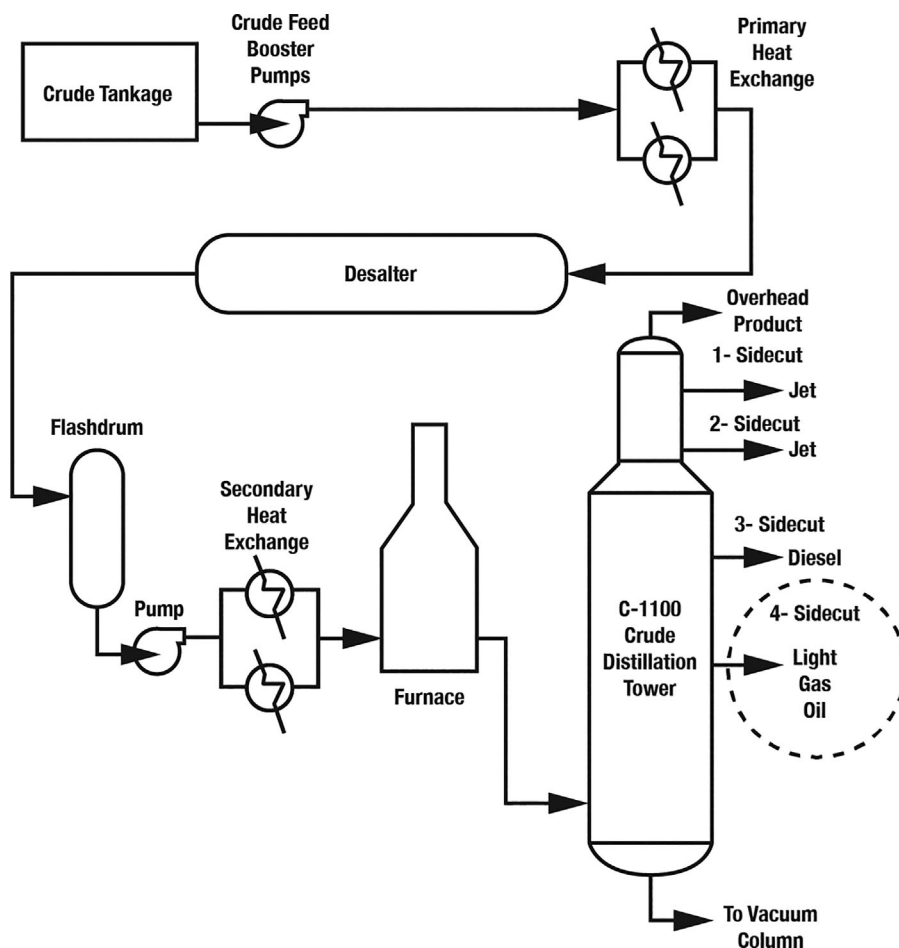 Crude Tankage
Crude Feed
Booster
Pumps
Primary
Heat
Exchange
Desalter
Overhead
Product
1- Sidecut
Jet
2- Sidecut
Jet
Flashdrum
Secondary
Heat
Exchange
3- Sidecut
Diesel
Pump
C-1100
Crude
Distillation
Tower
4- Sidecut
Light
Gas
Oil
Furnace
To Vacuum
Column